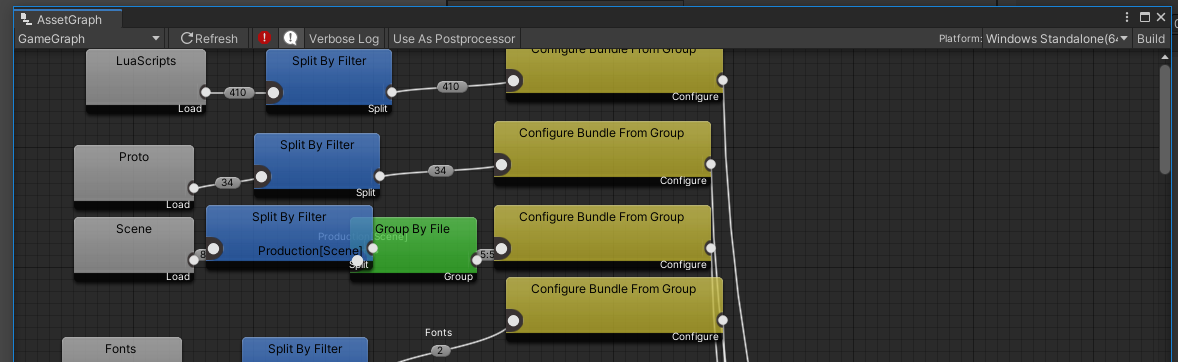 AssetGraph
GameGraph
Refresh
Verbose Log
Use As Postprocessor
Platform:
Windows Standalone(64
Build
LuaScripts
Load
410
Split By Filter
Split
410
Configure Bundle From Group
Configure
Proto
Load
34
Split By Filter
Split
34
Configure Bundle From Group
Configure
Scene
Load
8
Split By Filter
Production[Scene]
Split
Group By File
Group
5:5
Configure Bundle From Group
Configure
Configure Bundle From Group
Configure
Fonts
2
Fonts
Split By Filter